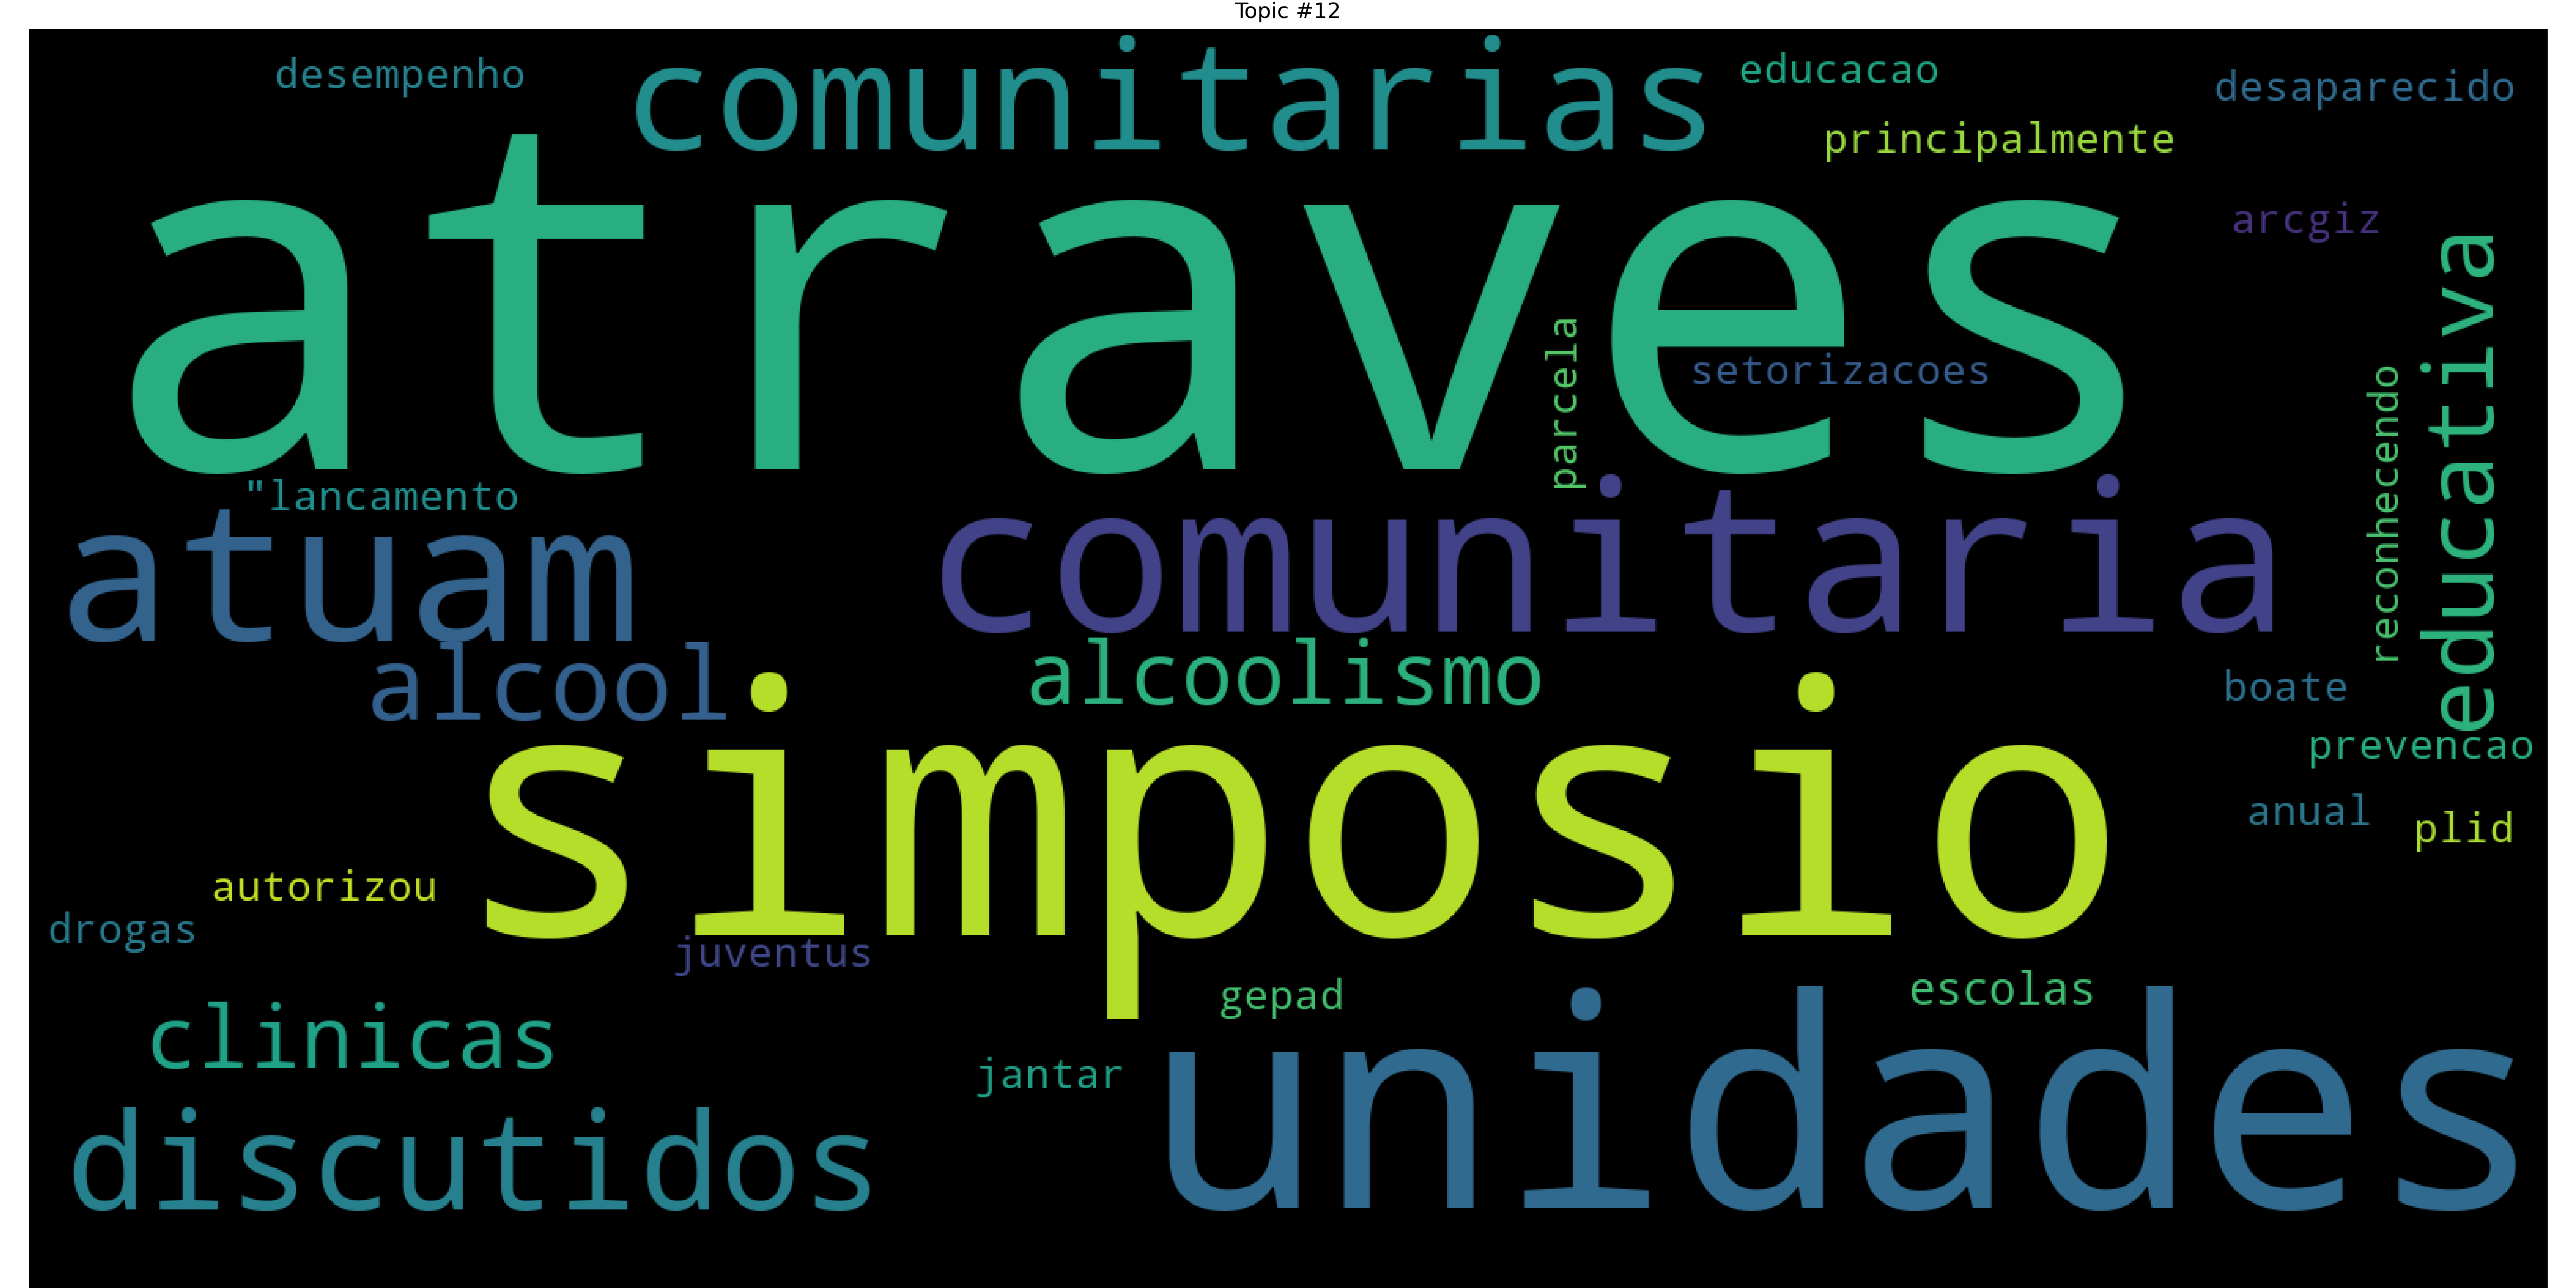 Topic #12
desempenho
comunitarias
educacao
desaparecido
principalmente
atraves
arcgiz
educativa
parcela
setorizacoes
reconhecendo
"lancamento
atuam
comunitaria
alcool
alcoolismo
boate
simposio
prevencao
anual
plid
autorizou
drogas
juventus
gepad
escolas
clinicas
jantar
unidades
discutidos